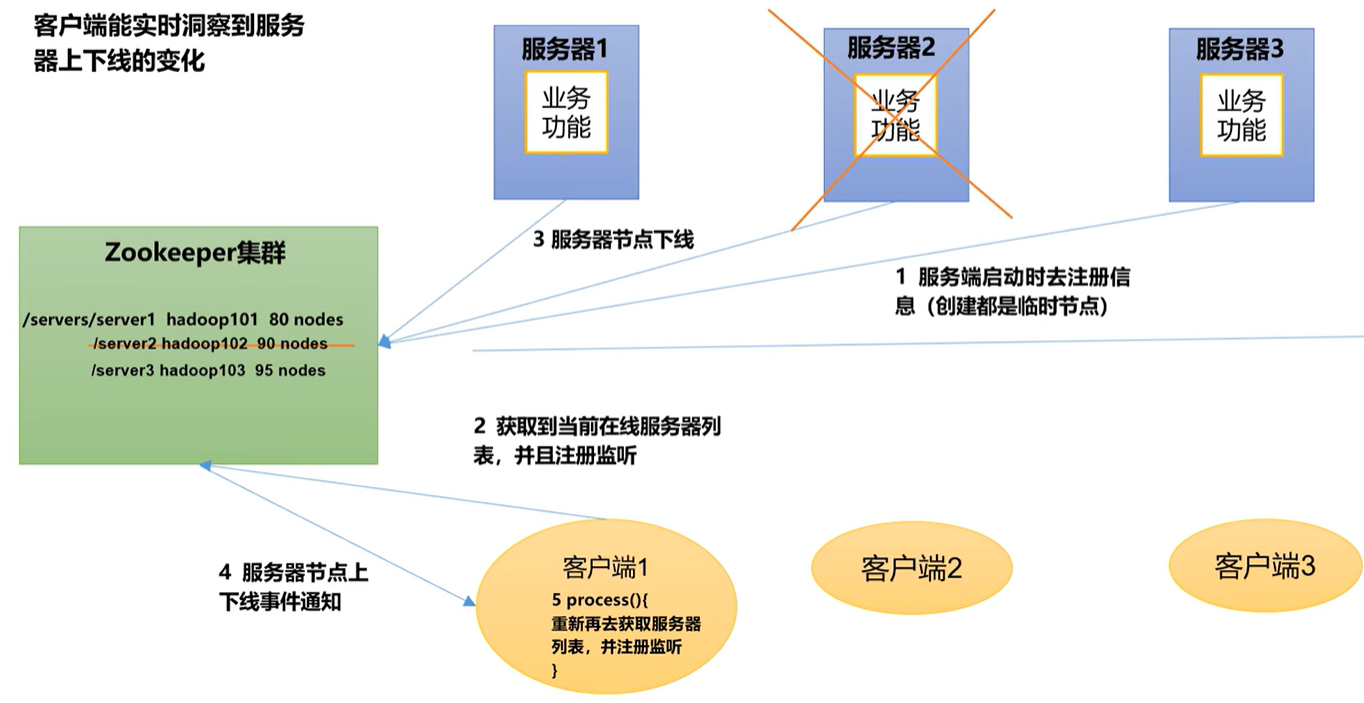 客户端能实时洞察到服务
器上下线的变化
服务器1
业务
功能
服务器2
业务
功能
服务器3
业务
功能
3 服务器节点下线
1 服务端启动时去注册信
息（创建都是临时节点）
Zookeeper集群
/servers/server1 hadoop101 80 nodes
/server2 hadoop102 90 nodes
/server3 hadoop103 95 nodes
2 获取到当前在线服务器列
表，并且注册监听
4 服务器节点上
下线事件通知
客户端1
5 process(){
重新再去获取服务器
列表，并注册监听
}
客户端2
客户端3